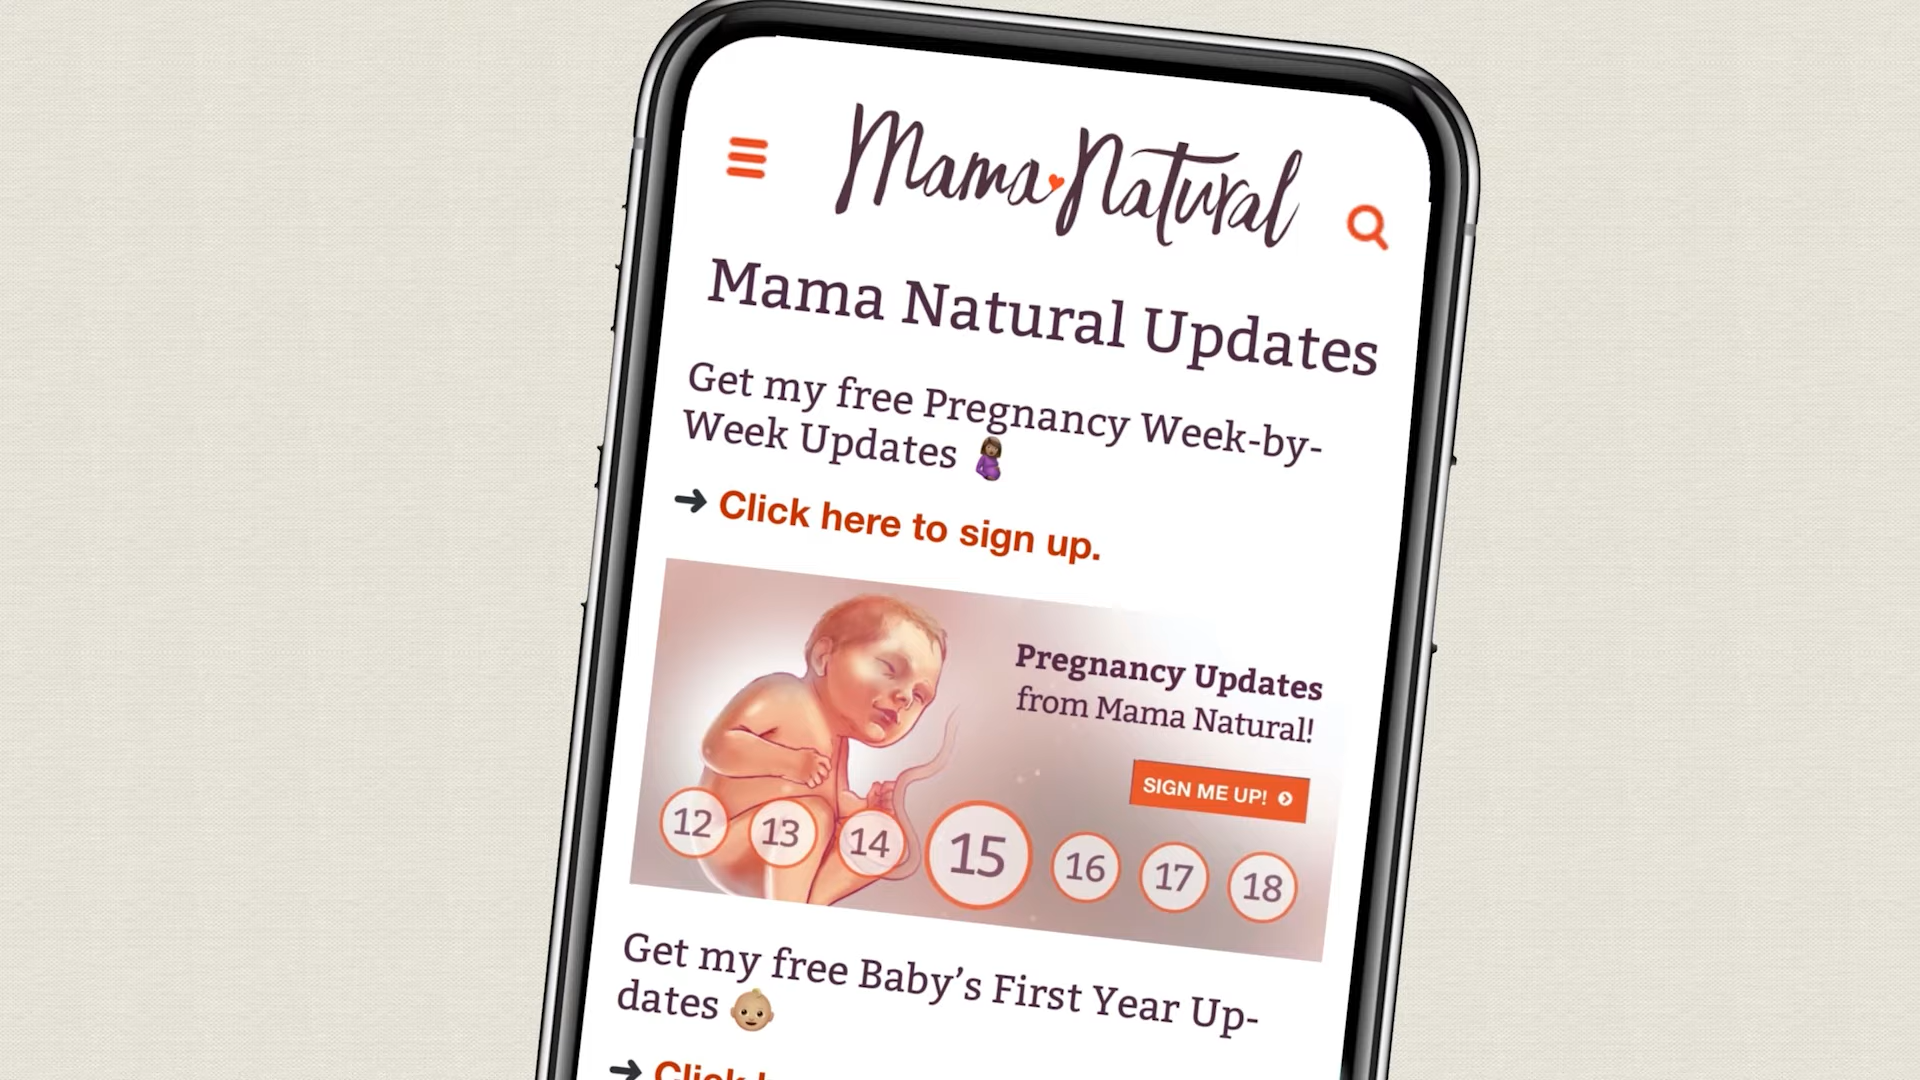 Mama Natural
Mama Natural Updates
Get my free Pregnancy Week-by-
Week Updates
Click here to sign up.
Pregnancy Updates
from Mama Natural!
SIGN ME UP!
12 13 14 15 16 17 18
Get my free Baby’s First Year Up-
dates
Click